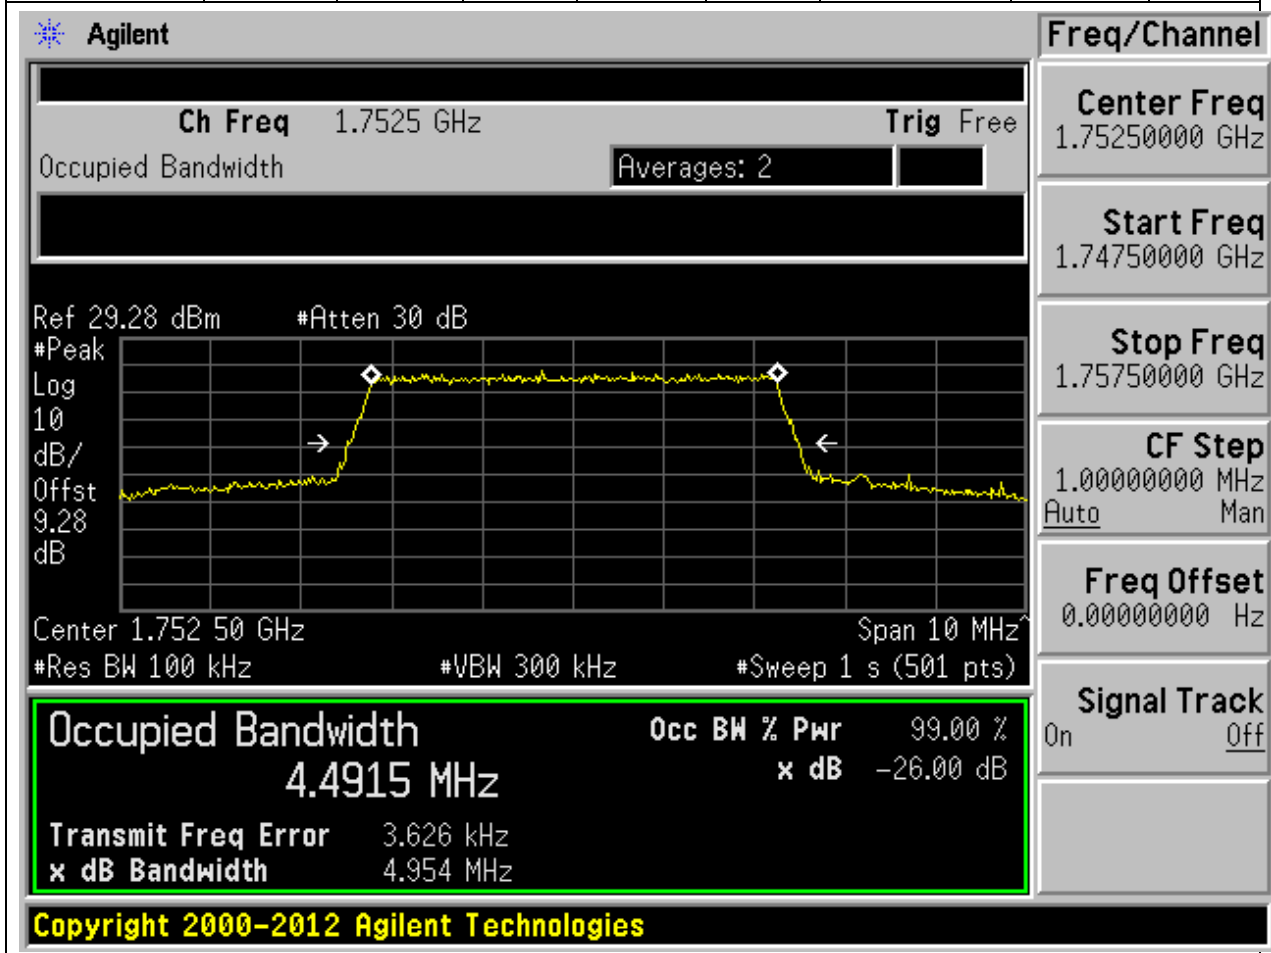 Agilent
Freq/Channel
Ch Freq 1.7525 GHz Trig Free
Occupied Bandwidth Averages: 2
Center Freq
1.75250000 GHz
Start Freq
1.74750000 GHz
Stop Freq
1.75750000 GHz
CF Step
1.00000000 MHz
Auto Man
Freq Offset
0.00000000 Hz
Signal Track
On Off
Ref 29.28 dBm #Atten 30 dB
#Peak
Log
10
dB/
Offst
9.28
dB
Center 1.752 50 GHz Span 10 MHz^
#Res BW 100 kHz #VBW 300 kHz #Sweep 1 s (501 pts)
Occupied Bandwidth Occ BW % Pwr 99.00 %
4.4915 MHz x dB -26.00 dB
Transmit Freq Error 3.626 kHz
x dB Bandwidth 4.954 MHz
Copyright 2000-2012 Agilent Technologies